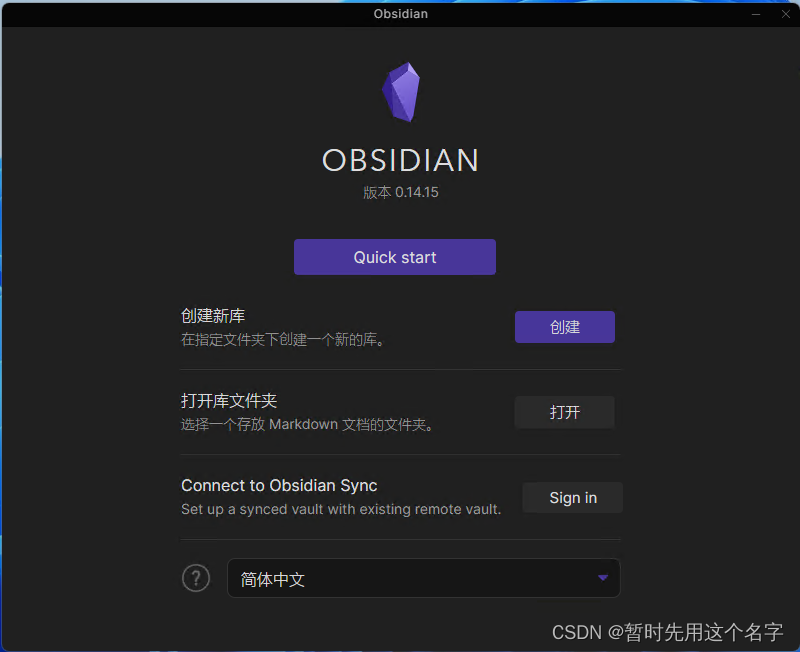 Obsidian
OBSIDIAN
版本 0.14.15
Quick start
创建新库
在指定文件夹下创建一个新的库。
创建
打开库文件夹
选择一个存放 Markdown 文档的文件夹。
打开
Connect to Obsidian Sync
Set up a synced vault with existing remote vault.
Sign in
?
简体中文
CSDN @暂时先用这个名字